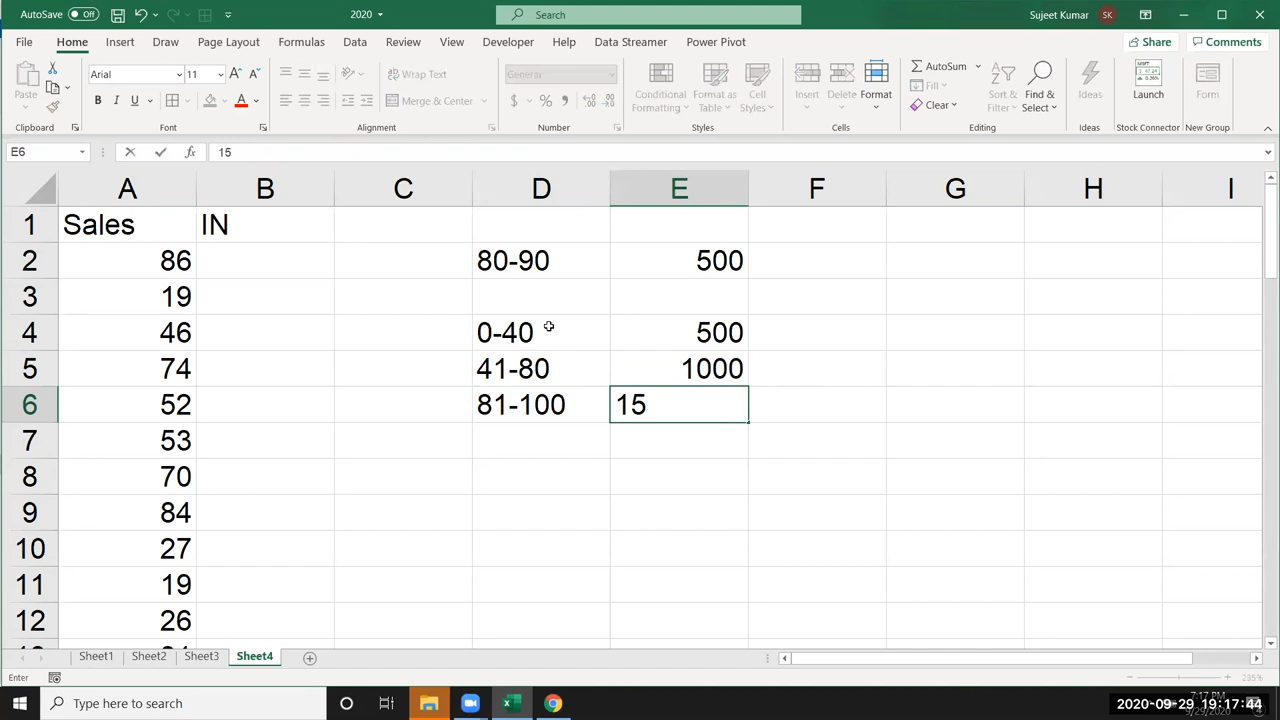 AutoSave Off 2020 Search Sujeet Kumar SK
File Home Insert Draw Page Layout Formulas Data Review View Developer Help Data Streamer Power Pivot Share Comments
Paste Arial 11 A A Wrap Text General Conditional Formatting Format as Table Cell Styles Insert Delete Format AutoSum Fill Clear Sort & Filter Find & Select Ideas Launch Form
B I U A Merge & Center $ % ,
Clipboard Font Alignment Number Styles Cells Editing Ideas Stock Connector New Group
E6 fx 15
A B C D E F G H I
1 Sales IN
2 86 80-90 500
3 19
4 46 0-40 500
5 74 41-80 1000
6 52 81-100 15
7 53
8 70
9 84
10 27
11 19
12 26
Sheet1 Sheet2 Sheet3 Sheet4
Enter
Type here to search
2020-09-29 19:17:44